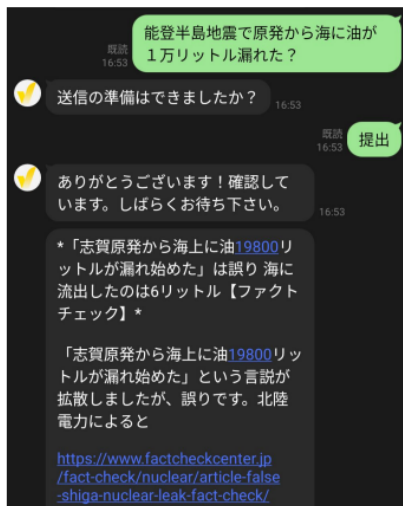 能登半島地震で原発から海に油が
１万リットル漏れた？
既読
16:53
送信の準備はできましたか？
16:53
提出
既読
16:53
ありがとうございます！確認して
います。しばらくお待ち下さい。
16:53
*「志賀原発から海上に油19800リ
ットルが漏れ始めた」は誤り 海に
流出したのは6リットル【ファクト
チェック】*
「志賀原発から海上に油19800リッ
トルが漏れ始めた」という言説が
拡散しましたが、誤りです。北陸
電力によると
https://www.factcheckcenter.jp
/fact-check/nuclear/article-false
-shiga-nuclear-leak-fact-check/